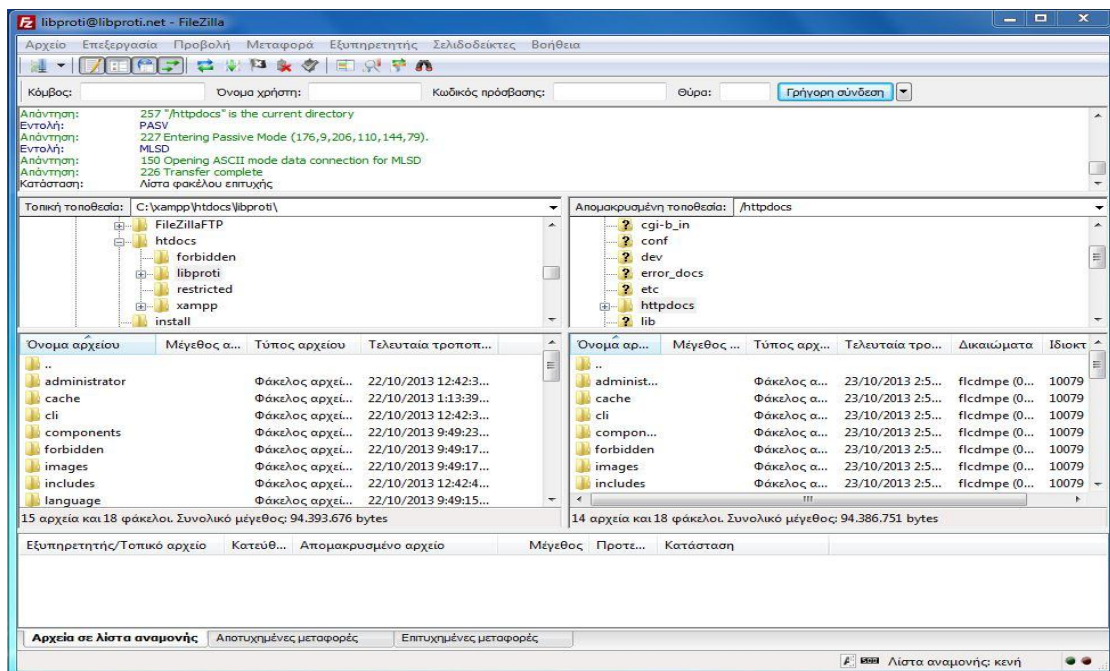 libproti@libproti.net - FileZilla
Αρχείο Επεξεργασία Προβολή Μεταφορά Εξυπηρετητής Σελιδοδείκτες Βοήθεια
Κόμβος: Όνομα χρήστη: Κωδικός πρόσβασης: Θύρα: Γρήγορη σύνδεση
Απάντηση: 257 "/httpdocs" is the current directory
Εντολή: PASV
Απάντηση: 227 Entering Passive Mode (176,9,206,110,144,79).
Εντολή: MLSD
Απάντηση: 150 Opening ASCII mode data connection for MLSD
Απάντηση: 226 Transfer complete
Κατάσταση: Λίστα φακέλου επιτυχής
Τοπική τοποθεσία: C:\xampp\htdocs\libproti\
FileZillaFTP
htdocs
forbidden
libproti
restricted
xampp
install
Απομακρυσμένη τοποθεσία: /httpdocs
cgi-b_in
conf
dev
error_docs
etc
httpdocs
lib
Όνομα αρχείου Μέγεθος α... Τύπος αρχείου Τελευταία τροποπ...
..
administrator Φάκελος αρχεί... 22/10/2013 12:42:3...
cache Φάκελος αρχεί... 22/10/2013 1:13:39...
cli Φάκελος αρχεί... 22/10/2013 12:42:3...
components Φάκελος αρχεί... 22/10/2013 9:49:23...
forbidden Φάκελος αρχεί... 22/10/2013 9:49:17...
images Φάκελος αρχεί... 22/10/2013 9:49:17...
includes Φάκελος αρχεί... 22/10/2013 12:42:4...
language Φάκελος αρχεί... 22/10/2013 9:49:15...
15 αρχεία και 18 φάκελοι. Συνολικό μέγεθος: 94.393.676 bytes
Όνομα αρ... Μέγεθος ... Τύπος αρχ... Τελευταία τρο... Δικαιώματα Ιδιοκτ
..
administ... Φάκελος α... 23/10/2013 2:5... flcdmpe (0... 10079
cache Φάκελος α... 23/10/2013 2:5... flcdmpe (0... 10079
cli Φάκελος α... 23/10/2013 2:5... flcdmpe (0... 10079
compon... Φάκελος α... 23/10/2013 2:5... flcdmpe (0... 10079
forbidden Φάκελος α... 23/10/2013 2:5... flcdmpe (0... 10079
images Φάκελος α... 23/10/2013 2:5... flcdmpe (0... 10079
includes Φάκελος α... 23/10/2013 2:5... flcdmpe (0... 10079
14 αρχεία και 18 φάκελοι. Συνολικό μέγεθος: 94.386.751 bytes
Εξυπηρετητής/Τοπικό αρχείο Κατεύθ... Απομακρυσμένο αρχείο Μέγεθος Προτε... Κατάσταση
Αρχεία σε λίστα αναμονής Αποτυχημένες μεταφορές Επιτυχημένες μεταφορές
Λίστα αναμονής: κενή